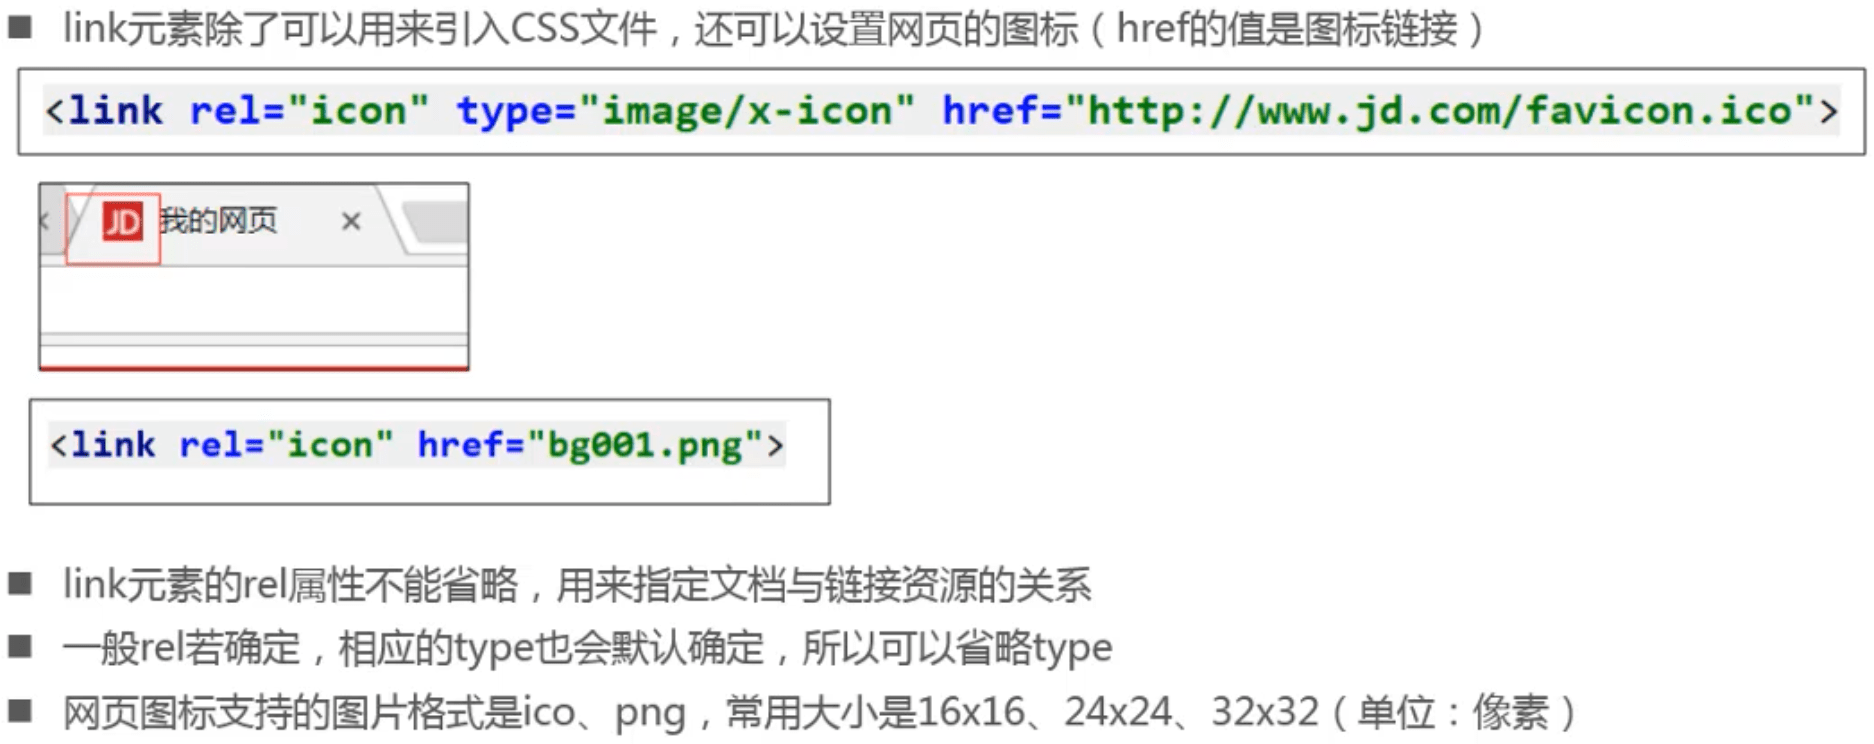 link元素除了可以用来引入CSS文件，还可以设置网页的图标（href的值是图标链接）
<link rel="icon" type="image/x-icon" href="http://www.jd.com/favicon.ico">
JD 我的网页 ×
<link rel="icon" href="bg001.png">
link元素的rel属性不能省略，用来指定文档与链接资源的关系
一般rel若确定，相应的type也会默认确定，所以可以省略type
网页图标支持的图片格式是ico、png，常用大小是16x16、24x24、32x32（单位：像素）